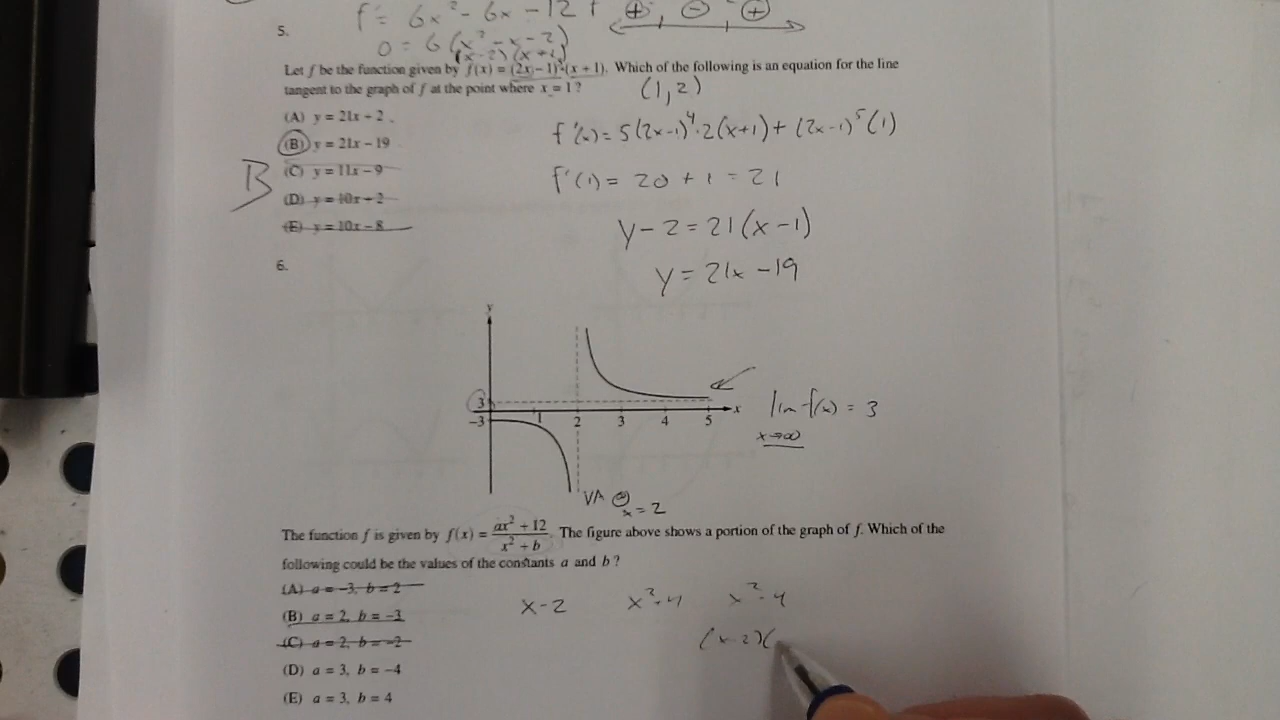 f' = 6x² - 6x - 12 ⊕ ⊖ ⊕
5.
0 = 6(x² - x - 2)
(x-2)(x+1)
Let f be the function given by f(x) = (2x-1)⁵(x+1). Which of the following is an equation for the line
tangent to the graph of f at the point where x = 1?
(1,2)
(A) y = 21x + 2
(B) y = 21x - 19
(C) y = 11x - 9
(D) y = 10x + 2
(E) y = 10x - 8
B
f'(x) = 5(2x-1)⁴·2(x+1) + (2x-1)⁵(1)
f'(1) = 20 + 1 = 21
y - 2 = 21(x - 1)
y = 21x - 19
6.
y
3
-3
1 2 3 4 5 x
lim f(x) = 3
x→∞
VA @
x = 2
The function f is given by f(x) = (ax² + 12)/(x² + b). The figure above shows a portion of the graph of f. Which of the
following could be the values of the constants a and b?
(A) a = -3, b = 2
(B) a = 2, b = -3
(C) a = 2, b = -2
(D) a = 3, b = -4
(E) a = 3, b = 4
x-2 x²+4 x²-4
(x-2)(